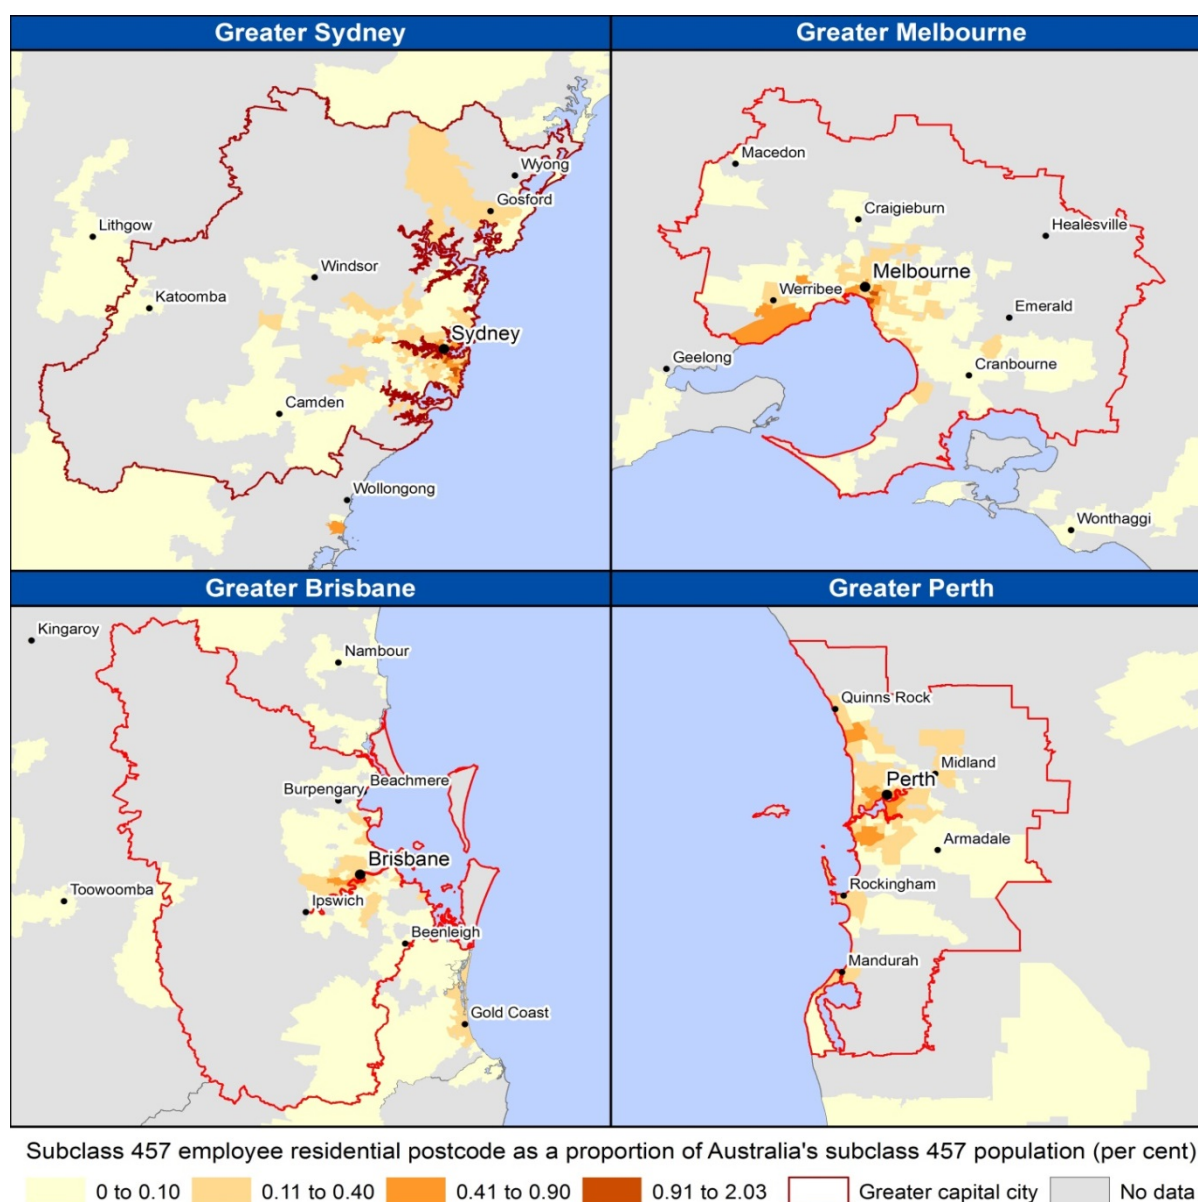 Greater Sydney
Greater Melbourne
Wyong
Gosford
Lithgow
Windsor
Katoomba
Sydney
Camden
Wollongong
Macedon
Craigieburn
Healesville
Melbourne
Werribee
Emerald
Geelong
Cranbourne
Wonthaggi
Greater Brisbane
Greater Perth
Kingaroy
Nambour
Beachmere
Burpengary
Brisbane
Toowoomba
Ipswich
Beenleigh
Gold Coast
Quinns Rock
Midland
Perth
Armadale
Rockingham
Mandurah
Subclass 457 employee residential postcode as a proportion of Australia's subclass 457 population (per cent)
0 to 0.10 0.11 to 0.40 0.41 to 0.90 0.91 to 2.03 Greater capital city No data